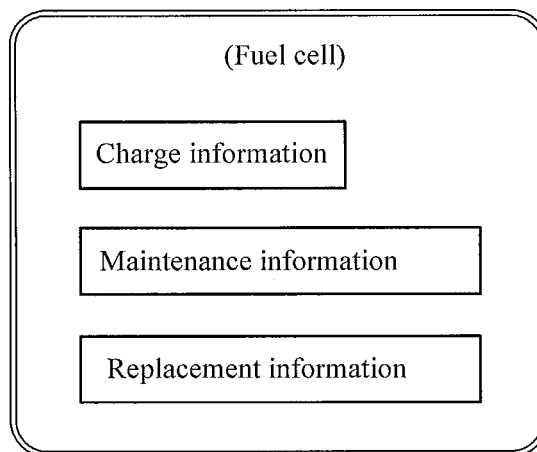 (Fuel cell)
Charge information
Maintenance information
Replacement information